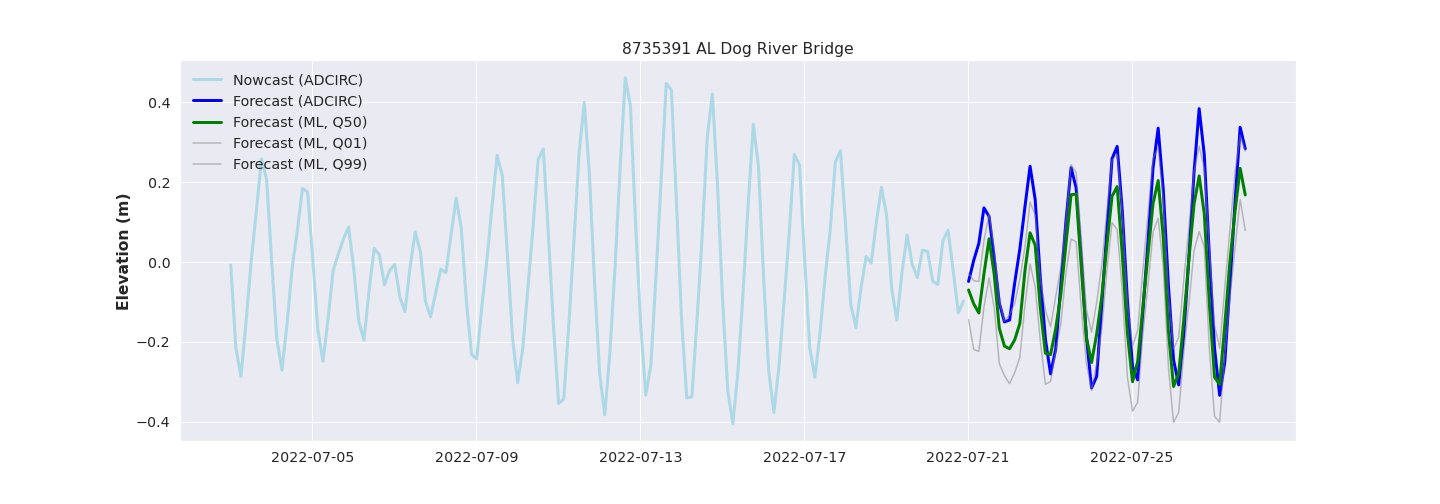 8735391 AL Dog River Bridge
Nowcast (ADCIRC)
Forecast (ADCIRC)
Forecast (ML, Q50)
Forecast (ML, Q01)
Forecast (ML, Q99)
Elevation (m)
0.4
0.2
0.0
−0.2
−0.4
2022-07-05 2022-07-09 2022-07-13 2022-07-17 2022-07-21 2022-07-25